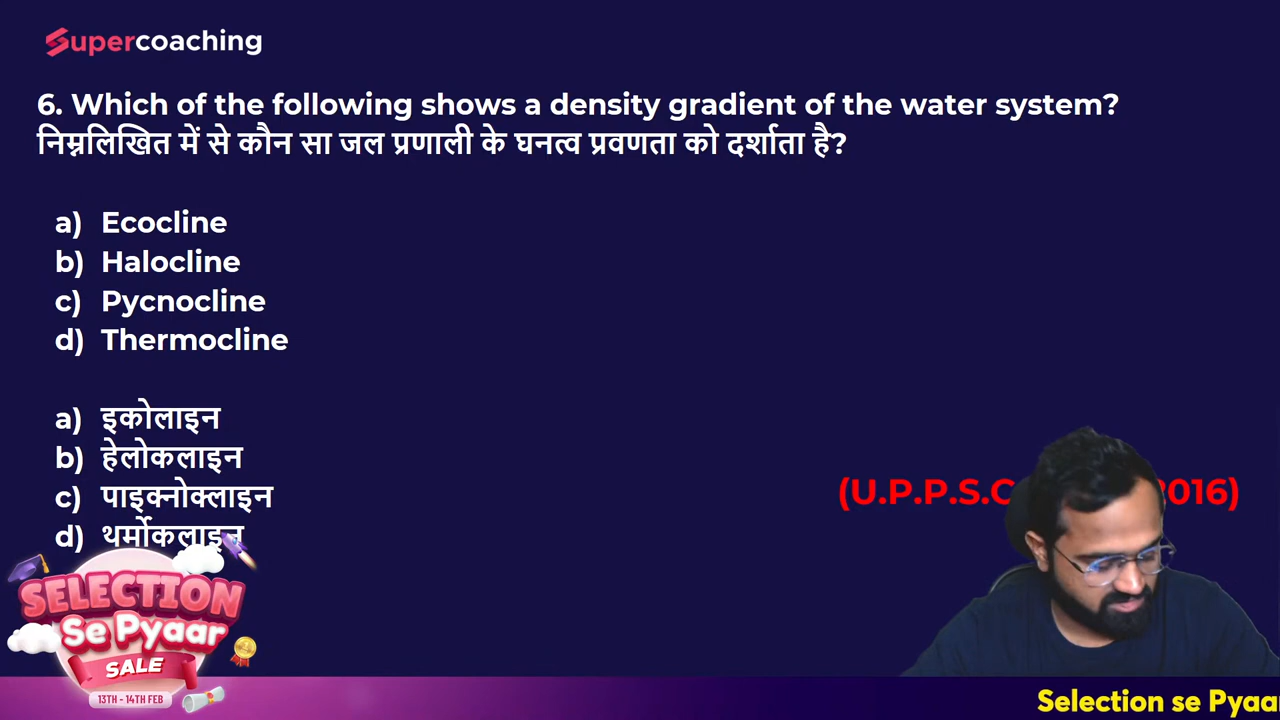 Supercoaching
6. Which of the following shows a density gradient of the water system?
निम्नलिखित में से कौन सा जल प्रणाली के घनत्व प्रवणता को दर्शाता है?
a) Ecocline
b) Halocline
c) Pycnocline
d) Thermocline
a) इकोलाइन
b) हेलोकलाइन
c) पाइक्नोक्लाइन
d) थर्मोकलाइन
(U.P.P.S.C 2016)
SELECTION
Se Pyaar
SALE
13TH - 14TH FEB
Selection se Pyaa